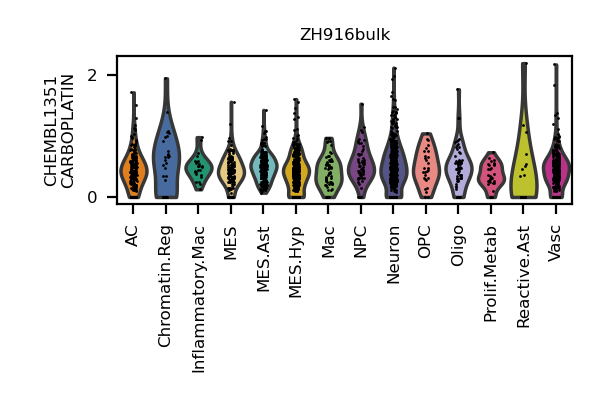 ZH916bulk
CHEMBL1351
CARBOPLATIN
2
0
AC
Chromatin.Reg
Inflammatory.Mac
MES
MES.Ast
MES.Hyp
Mac
NPC
Neuron
OPC
Oligo
Prolif.Metab
Reactive.Ast
Vasc